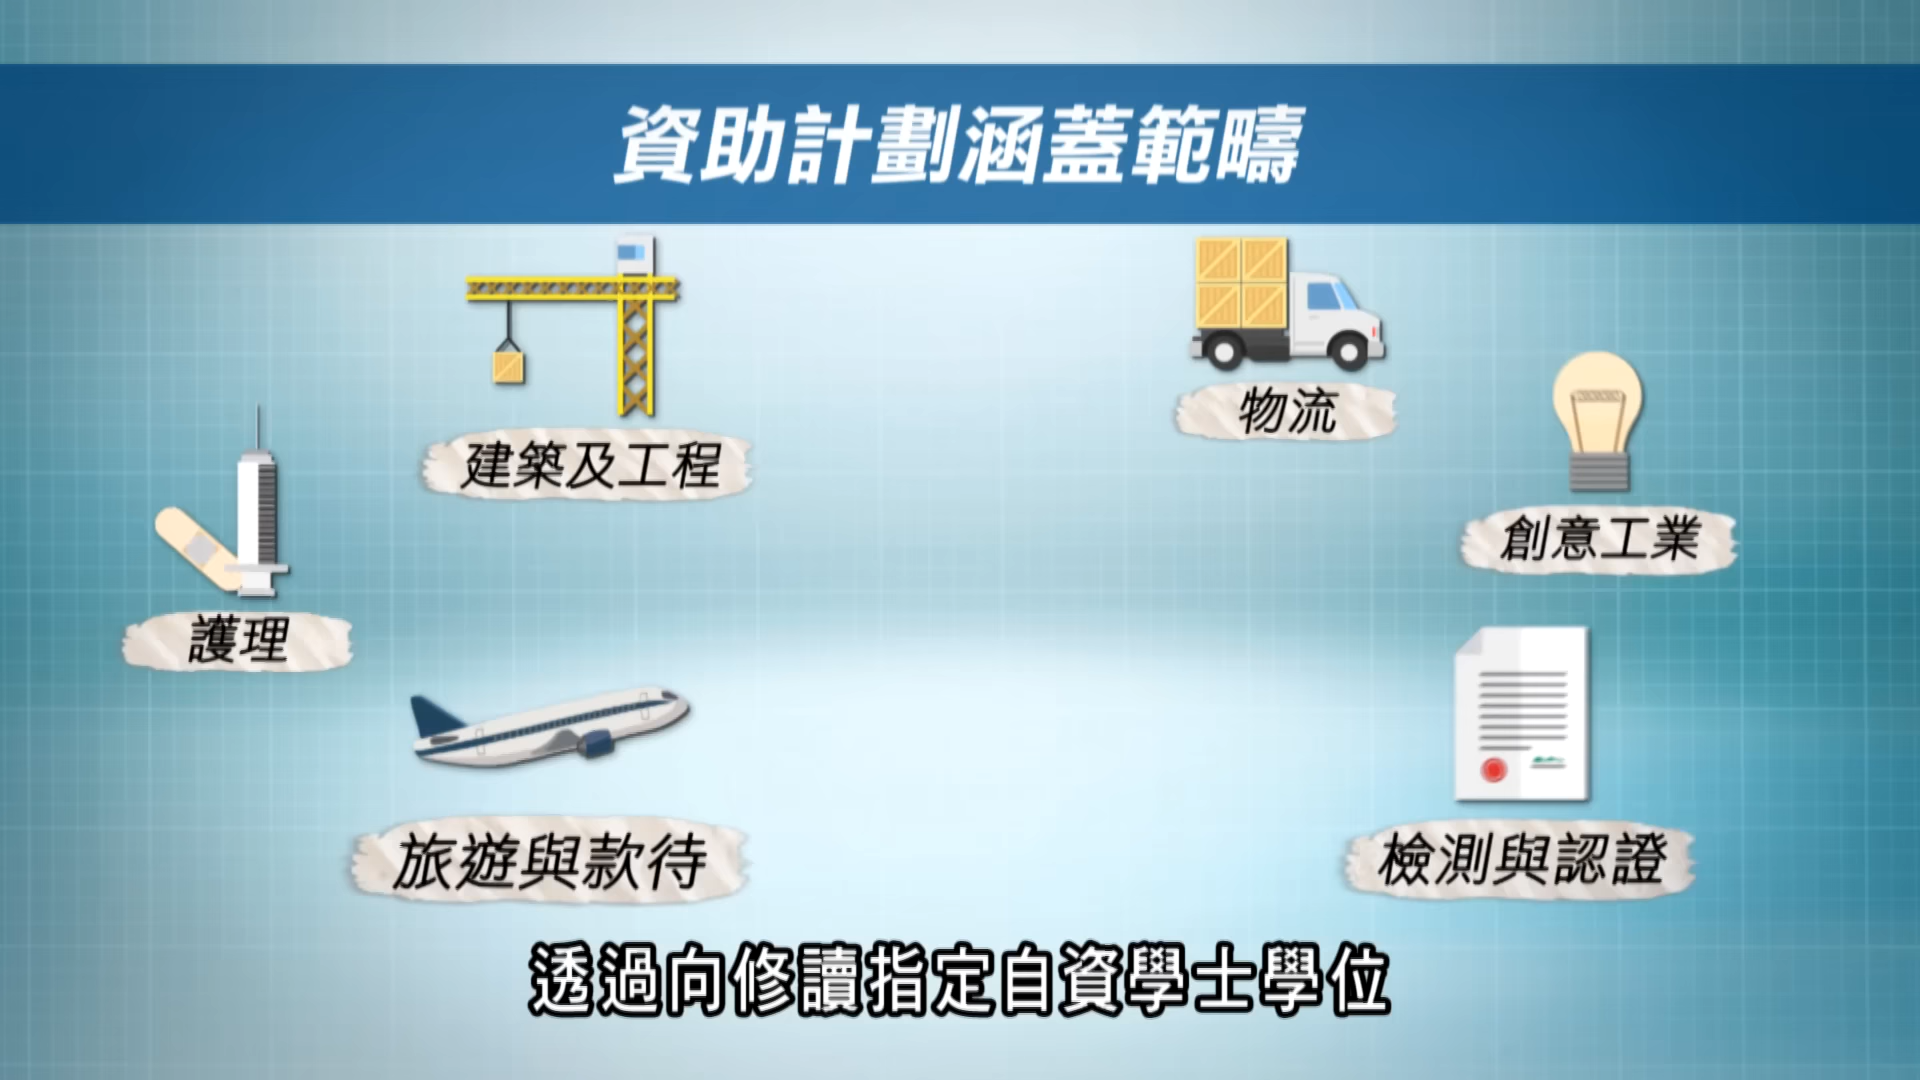 資助計劃涵蓋範疇
物流
建築及工程
創意工業
護理
旅遊與款待
檢測與認證
透過向修讀指定自資學士學位